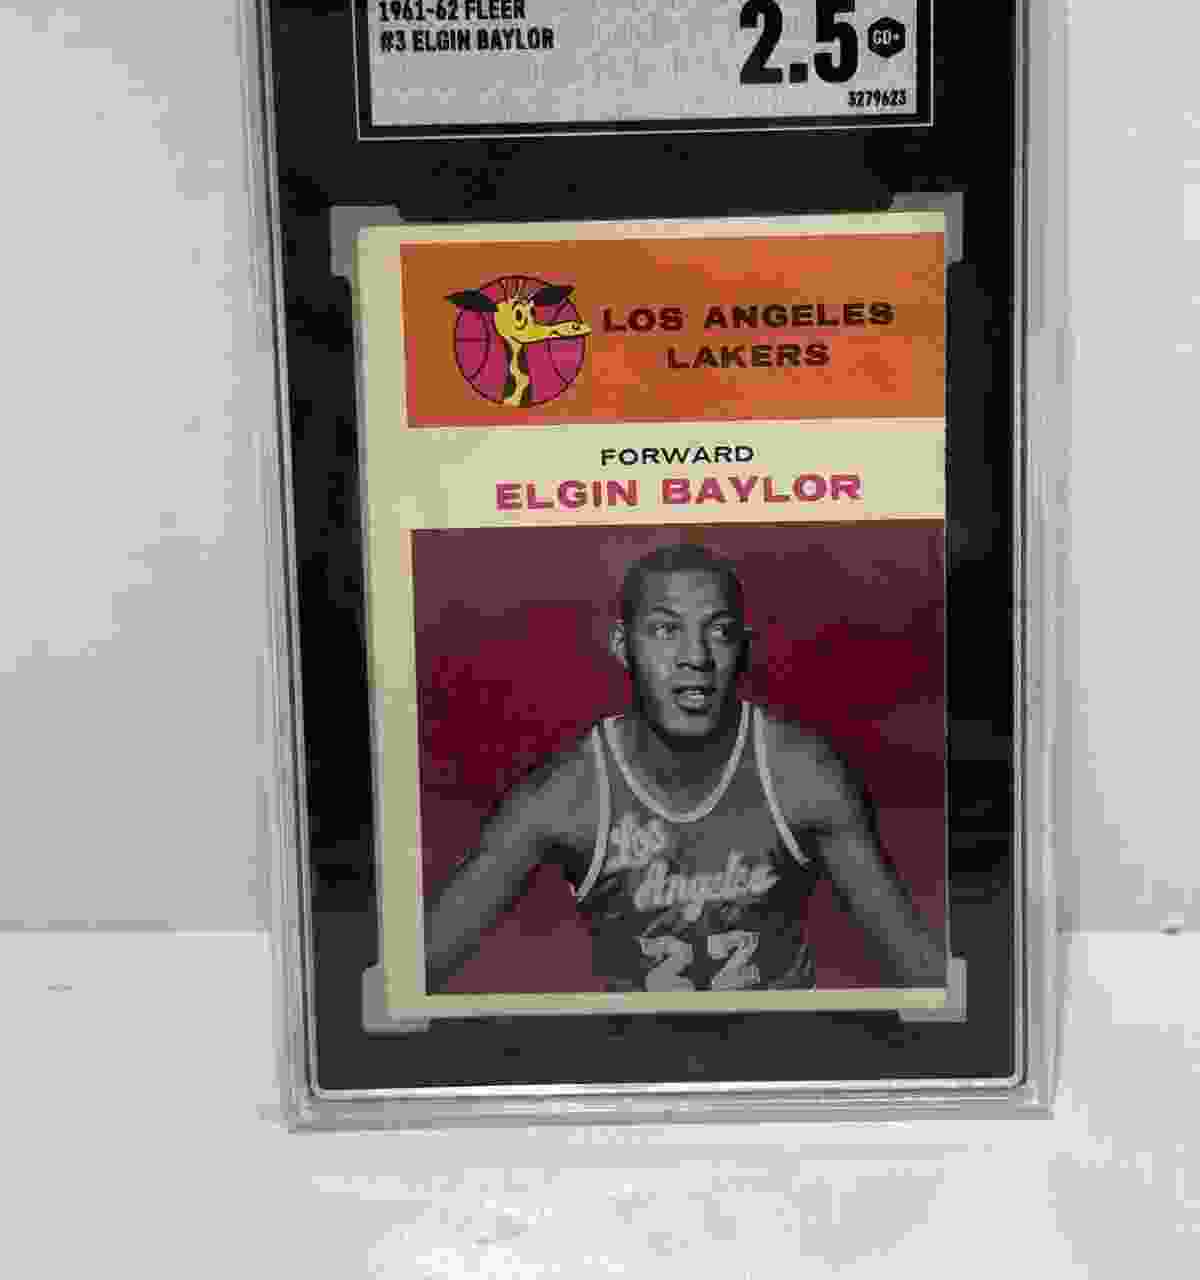 1961-62 FLEER
#3 ELGIN BAYLOR
2.5 GD+
3279623
LOS ANGELES
LAKERS
FORWARD
ELGIN BAYLOR
Los
Angeles
22